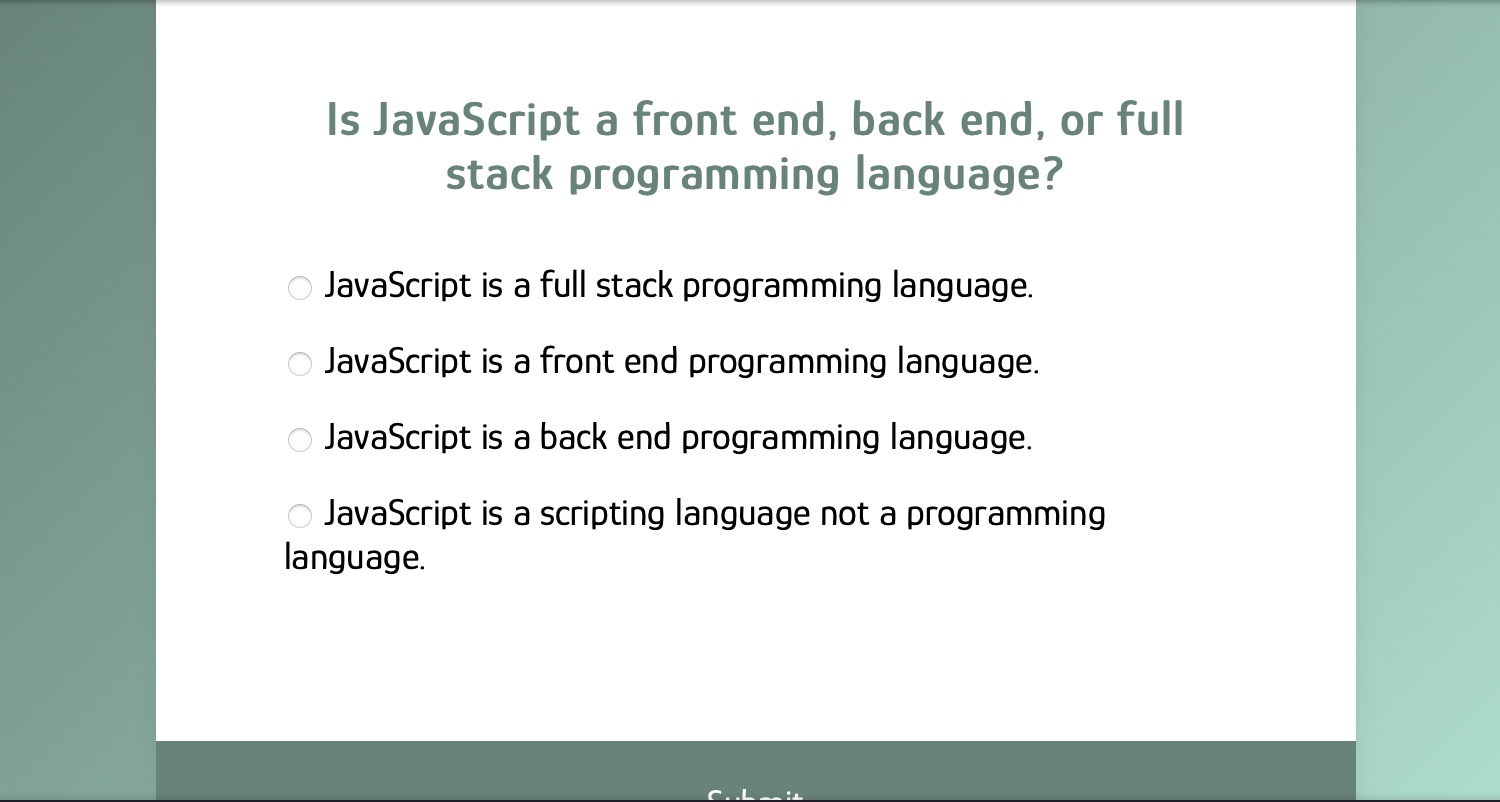 Is JavaScript a front end, back end, or full
stack programming language?
JavaScript is a full stack programming language.
JavaScript is a front end programming language.
JavaScript is a back end programming language.
JavaScript is a scripting language not a programming
language.
Submit